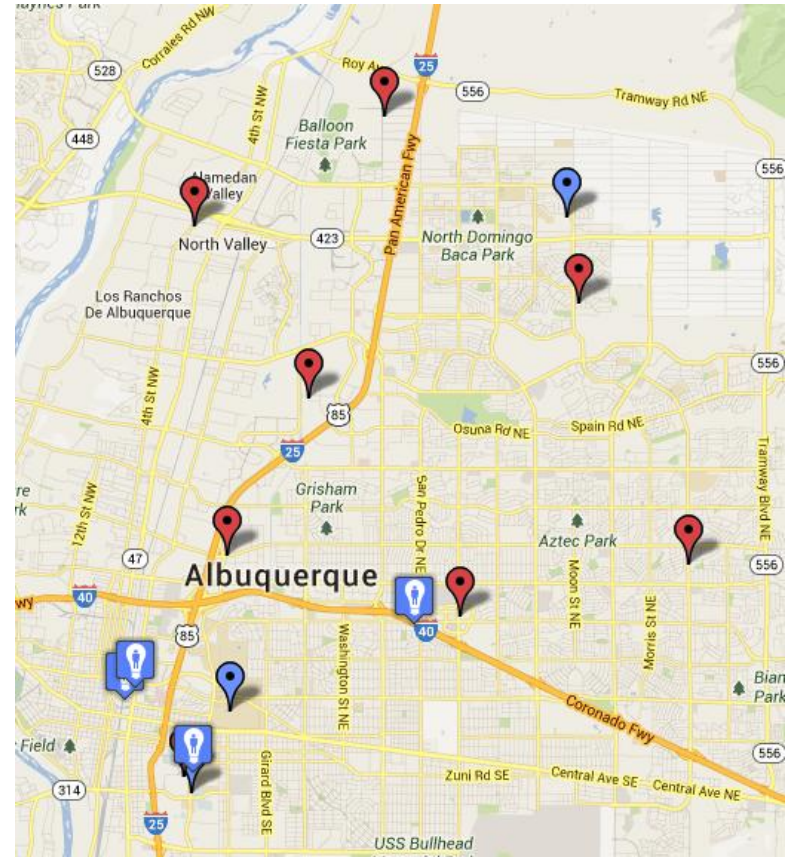 Corrales Rd NW
528
Roy
25
556
Tramway Rd NE
448
4th St NW
Balloon
Fiesta Park
Pan American Fwy
556
Alamedan
Valley
North Valley
423
North Domingo
Baca Park
Los Ranchos
De Albuquerque
556
4th St NW
85
Osuna Rd NE
Spain Rd NE
25
Tramway Blvd NE
12th St NW
Grisham
Park
San Pedro Dr NE
Aztec Park
47
Albuquerque
Moon St NE
556
40
40
85
Washington St NE
Morris St NE
Park
Coronado Fwy
Field
Girard Blvd SE
556
314
Zuni Rd SE
Central Ave SE
Central Ave NE
25
USS Bullhead